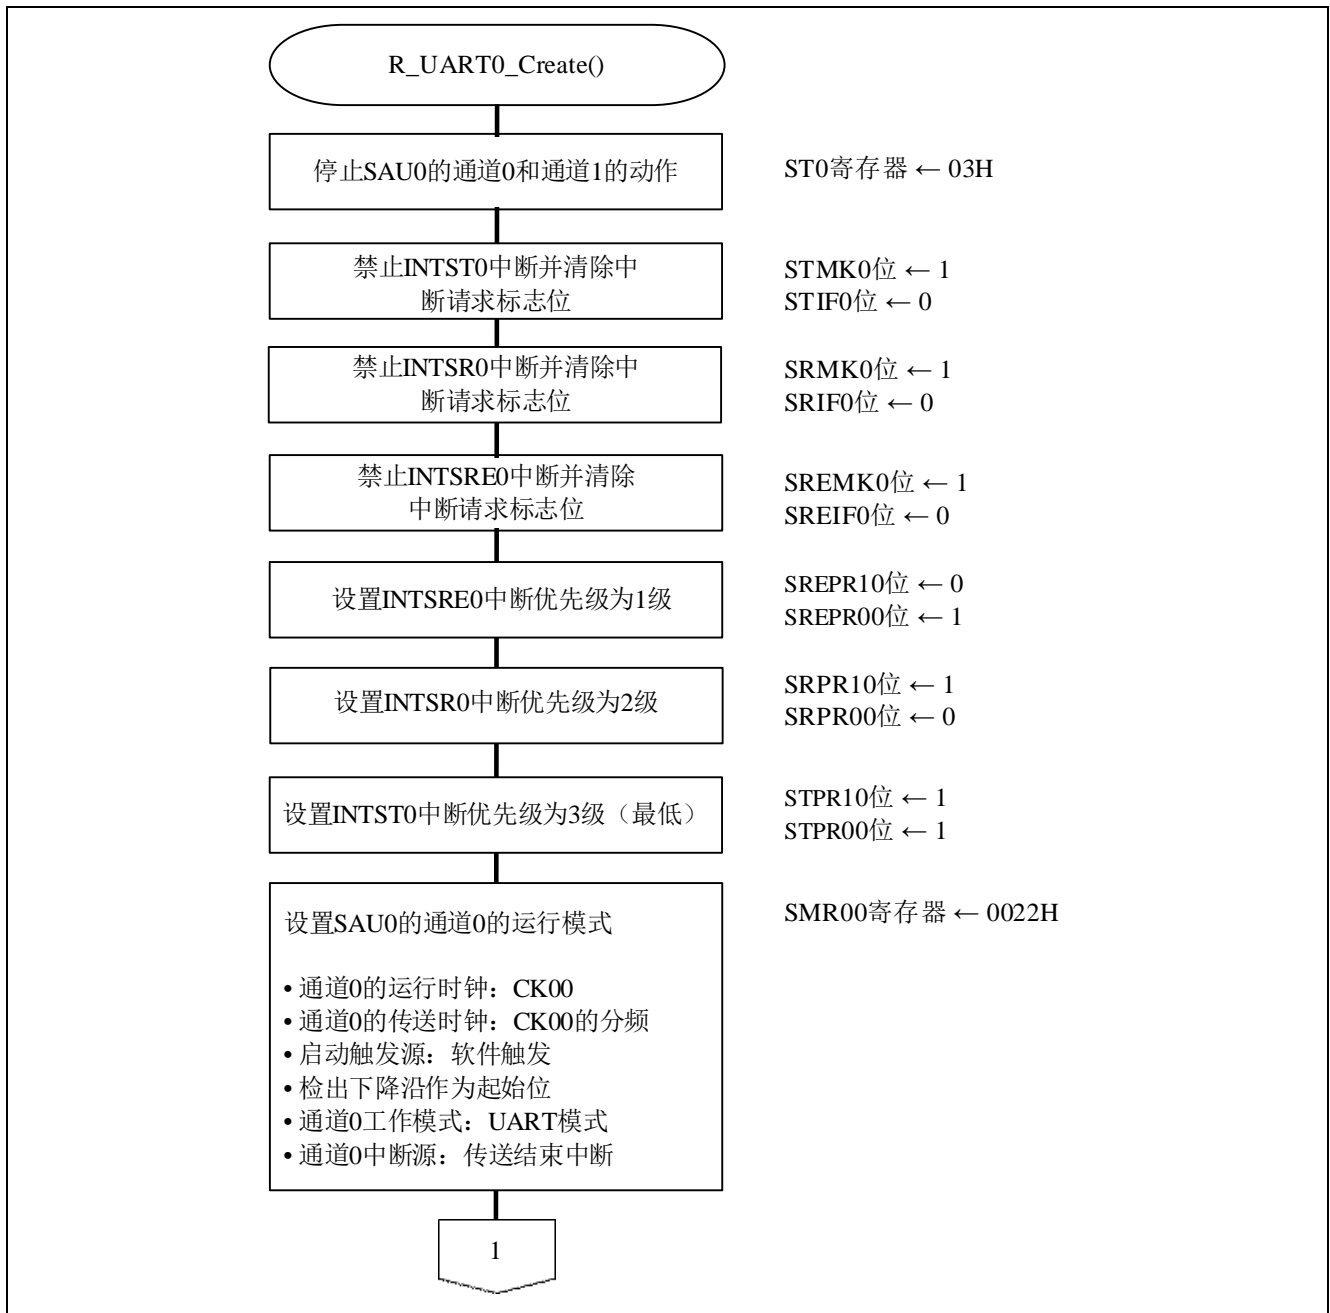 R_UART0_Create()
停止SAU0的通道0和通道1的动作
ST0寄存器 ← 03H
禁止INTST0中断并清除中
断请求标志位
STMK0位 ← 1
STIF0位 ← 0
禁止INTSR0中断并清除中
断请求标志位
SRMK0位 ← 1
SRIF0位 ← 0
禁止INTSRE0中断并清除
中断请求标志位
SREMK0位 ← 1
SREIF0位 ← 0
设置INTSRE0中断优先级为1级
SREPR10位 ← 0
SREPR00位 ← 1
设置INTSR0中断优先级为2级
SRPR10位 ← 1
SRPR00位 ← 0
设置INTST0中断优先级为3级（最低）
STPR10位 ← 1
STPR00位 ← 1
设置SAU0的通道0的运行模式
SMR00寄存器 ← 0022H
• 通道0的运行时钟：CK00
• 通道0的传送时钟：CK00的分频
• 启动触发源：软件触发
• 检出下降沿作为起始位
• 通道0工作模式：UART模式
• 通道0中断源：传送结束中断
1